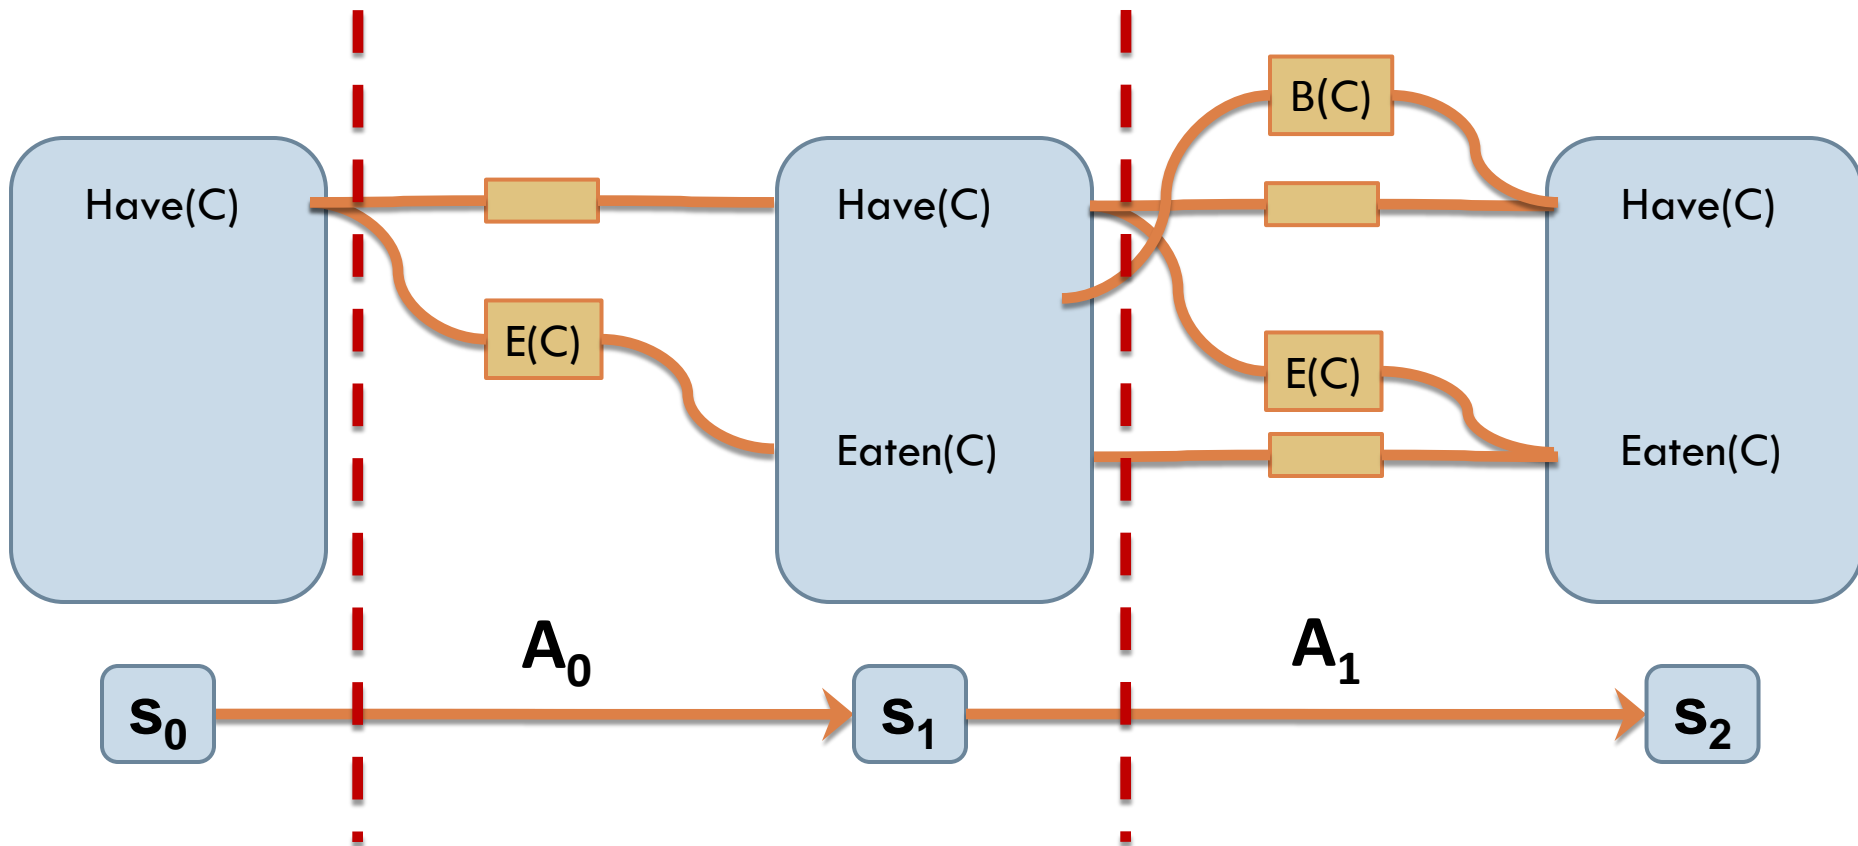 B(C)
Have(C)
Have(C)
Have(C)
E(C)
E(C)
Eaten(C)
Eaten(C)
A₀
A₁
s₀
s₁
s₂